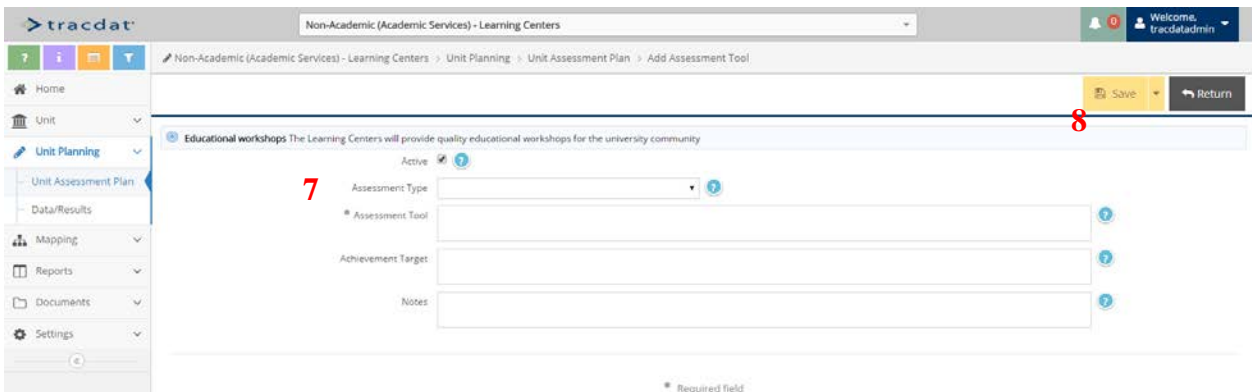 tracdat
Non-Academic (Academic Services) - Learning Centers
0
Welcome, tracdatadmin
? i
Non-Academic (Academic Services) - Learning Centers > Unit Planning > Unit Assessment Plan > Add Assessment Tool
Home
Save
Return
8
Unit
Educational workshops The Learning Centers will provide quality educational workshops for the university community
Unit Planning
Active ?
Unit Assessment Plan
7
Assessment Type ?
Data/Results
* Assessment Tool ?
Mapping
Achievement Target ?
Reports
Documents
Notes ?
Settings
* Required field